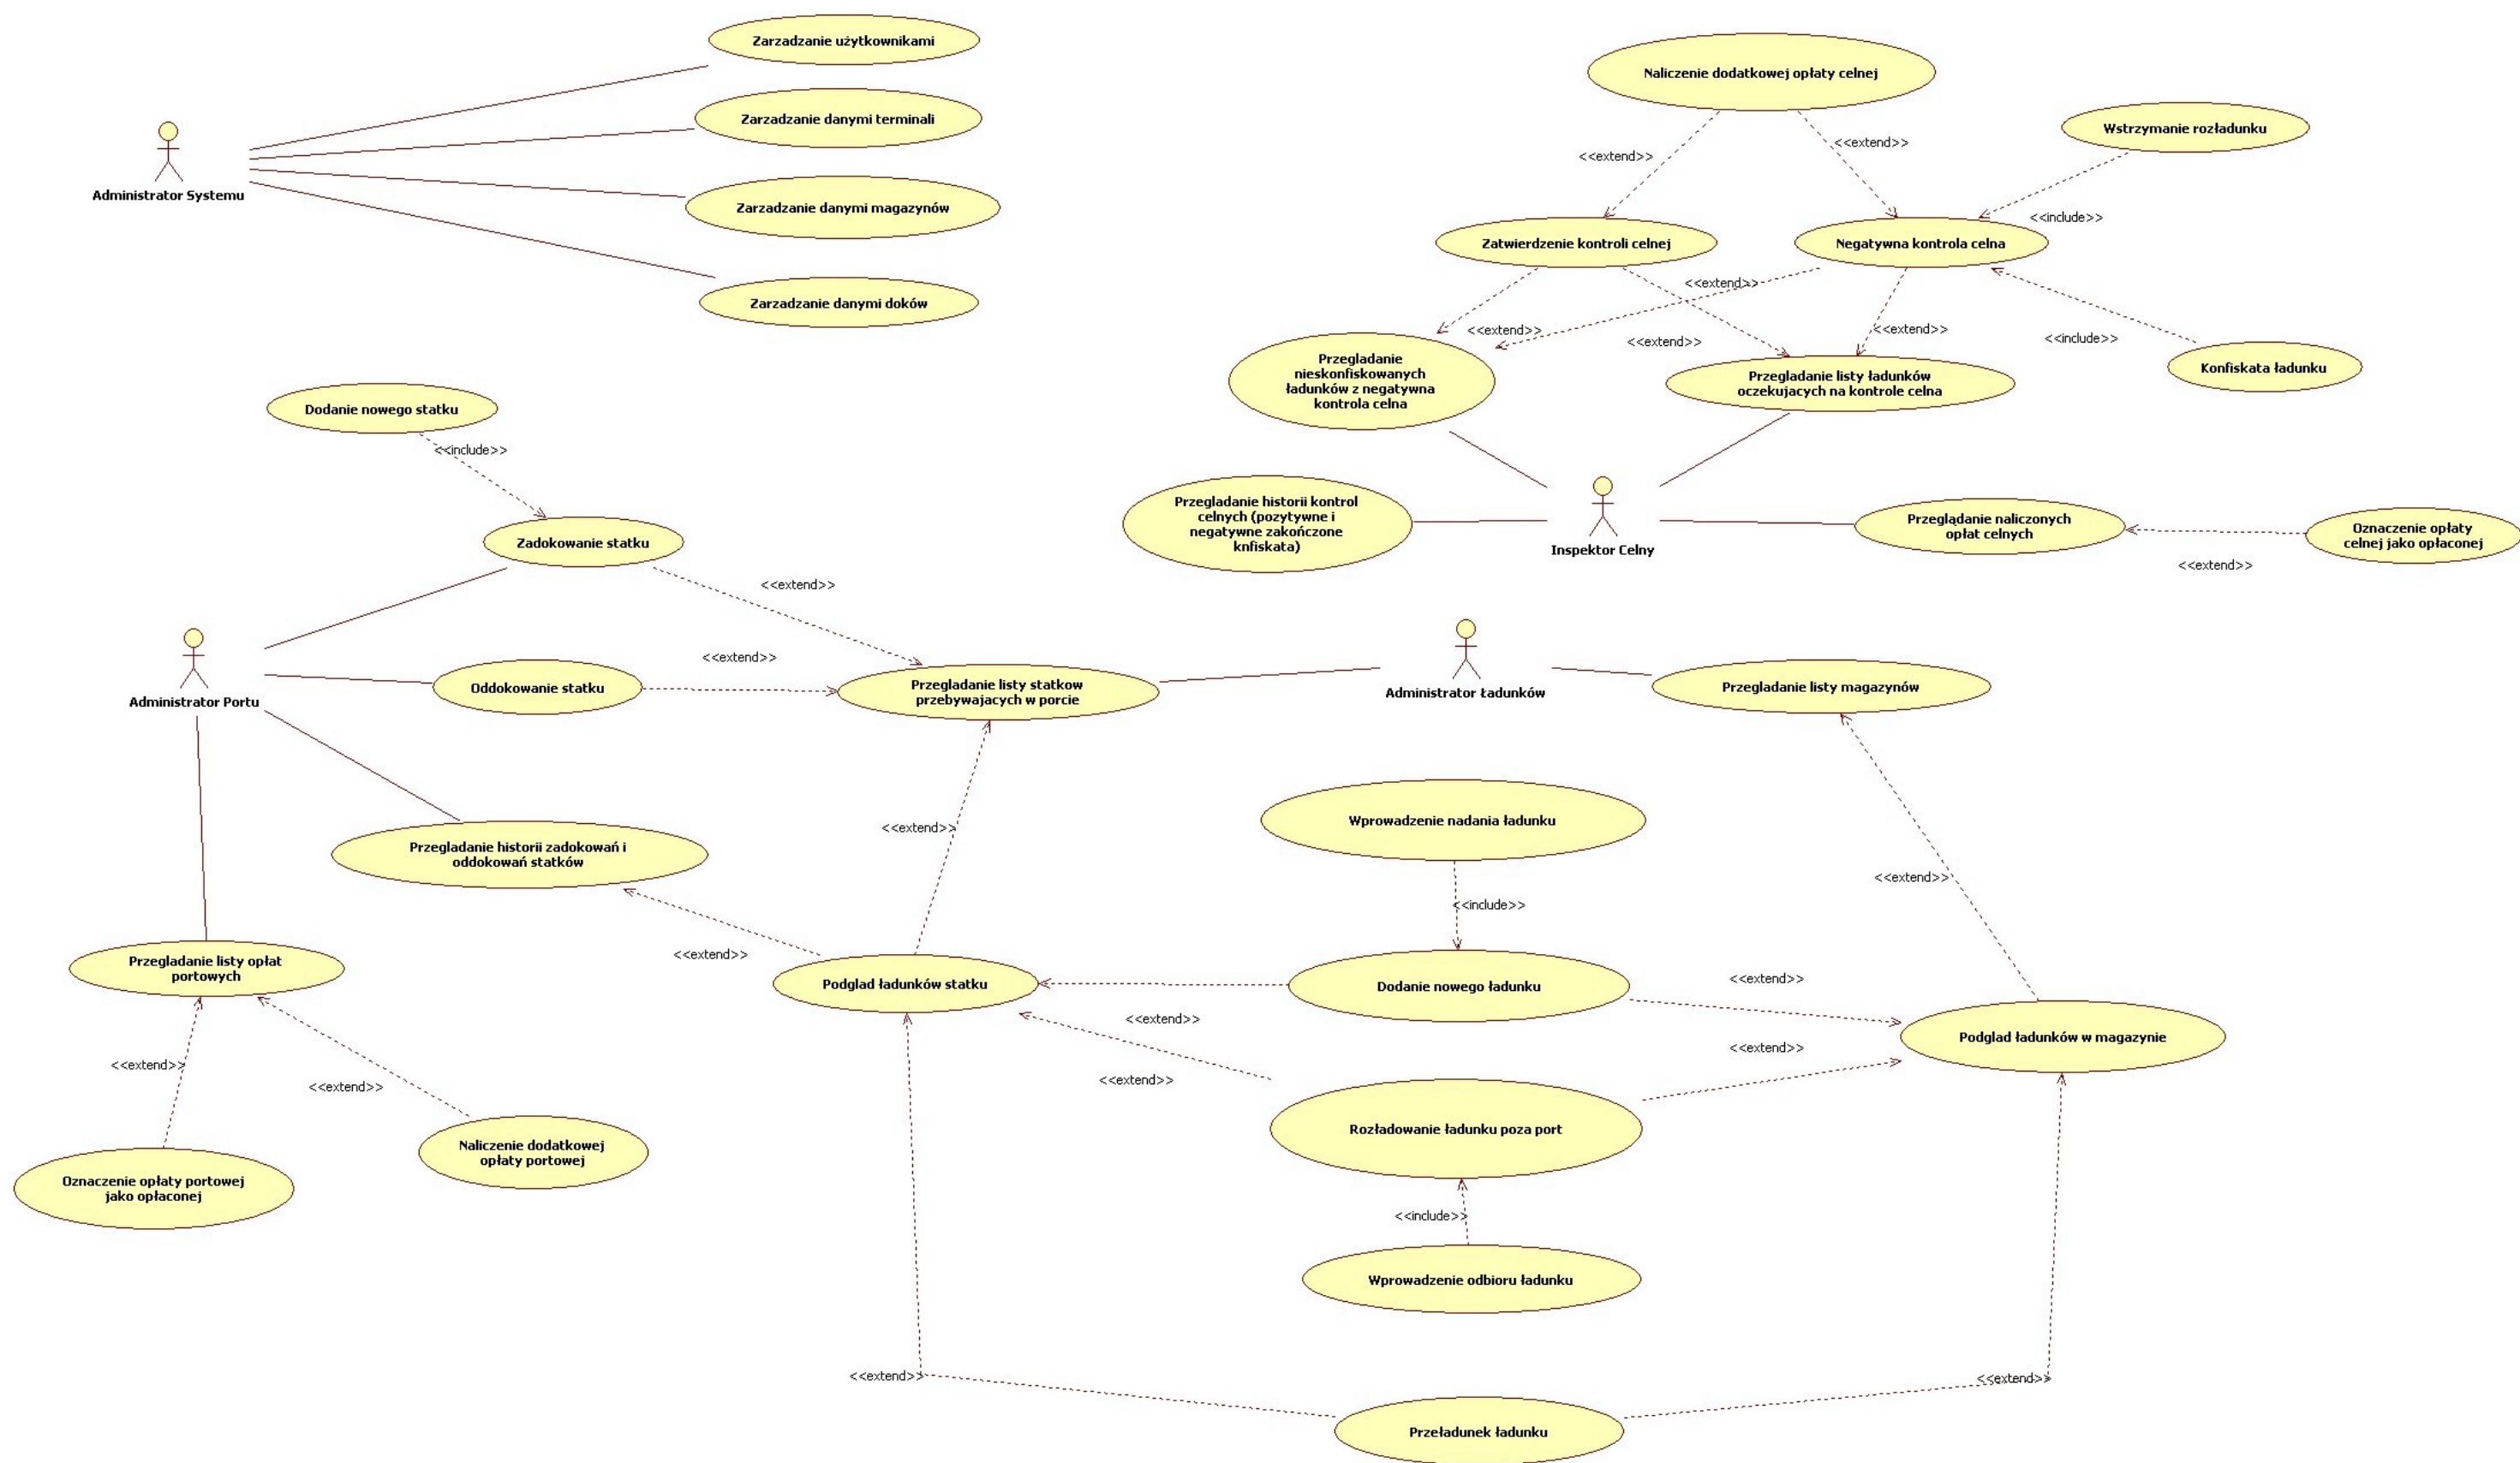 Zarzadzanie użytkownikami
Zarzadzanie danymi terminali
Administrator Systemu
Zarzadzanie danymi magazynów
Zarzadzanie danymi doków
Naliczenie dodatkowej opłaty celnej
Wstrzymanie rozładunku
<<extend>>
<<extend>>
<<include>>
Zatwierdzenie kontroli celnej
Negatywna kontrola celna
<<extend>>
<<extend>>
<<extend>>
<<extend>>
<<include>>
Przegladanie
nieskonfiskowanych
ładunków z negatywna
kontrola celna
Przegladanie listy ładunków
oczekujacych na kontrole celna
Konfiskata ładunku
Przegladanie historii kontrol
celnych (pozytywne i
negatywne zakończone
knfiskata)
Inspektor Celny
Przeglądanie naliczonych
opłat celnych
Oznaczenie opłaty
celnej jako opłaconej
<<extend>>
Dodanie nowego statku
<<include>>
Zadokowanie statku
<<extend>>
Administrator Portu
Oddokowanie statku
<<extend>>
Przegladanie listy statkow
przebywajacych w porcie
Administrator Ładunków
Przegladanie listy magazynów
Przegladanie historii zadokowań i
oddokowań statków
<<extend>>
Wprowadzenie nadania ładunku
<<extend>>
<<include>>
<<extend>>
Przegladanie listy opłat
portowych
Podglad ładunków statku
Dodanie nowego ładunku
<<extend>>
<<extend>>
Podglad ładunków w magazynie
<<extend>>
<<extend>>
<<extend>>
<<extend>>
Rozładowanie ładunku poza port
Oznaczenie opłaty portowej
jako opłaconej
Naliczenie dodatkowej
opłaty portowej
<<include>>
Wprowadzenie odbioru ładunku
<<extend>>
<<extend>>
Przeładunek ładunku